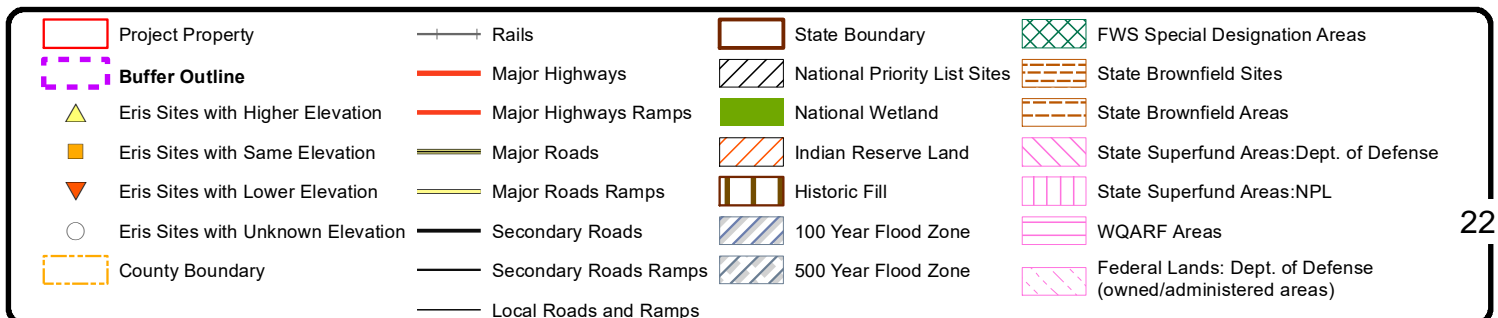 Project Property
Buffer Outline
Eris Sites with Higher Elevation
Eris Sites with Same Elevation
Eris Sites with Lower Elevation
Eris Sites with Unknown Elevation
County Boundary
Rails
Major Highways
Major Highways Ramps
Major Roads
Major Roads Ramps
Secondary Roads
Secondary Roads Ramps
Local Roads and Ramps
State Boundary
National Priority List Sites
National Wetland
Indian Reserve Land
Historic Fill
100 Year Flood Zone
500 Year Flood Zone
FWS Special Designation Areas
State Brownfield Sites
State Brownfield Areas
State Superfund Areas:Dept. of Defense
State Superfund Areas:NPL
WQARF Areas
Federal Lands: Dept. of Defense
(owned/administered areas)
22